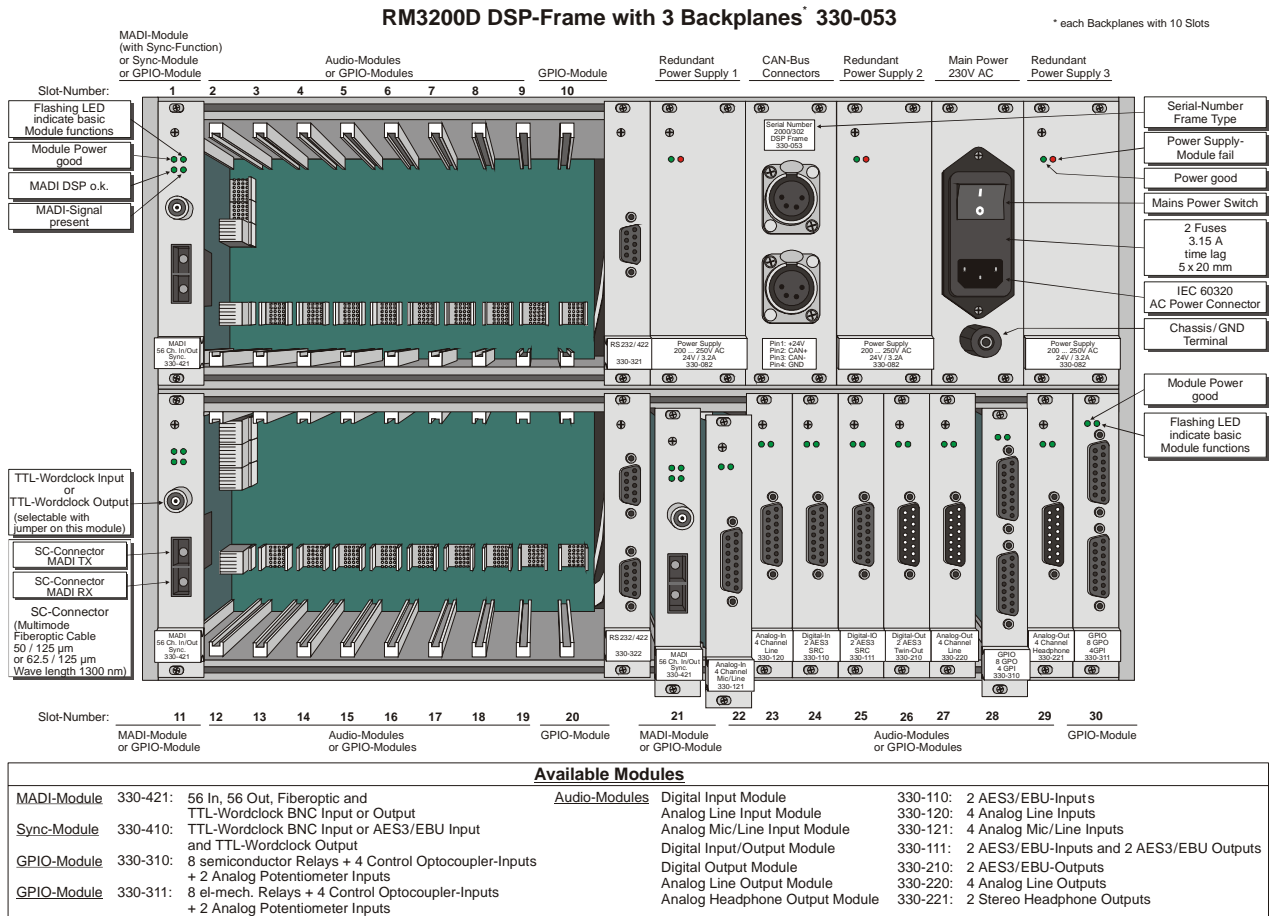 RM3200D DSP-Frame with 3 Backplanes* 330-053
* each Backplanes with 10 Slots
MADI-Module
(with Sync-Function)
or Sync-Module
or GPIO-Module
Audio-Modules
or GPIO-Modules
GPIO-Module
Redundant
Power Supply 1
CAN-Bus
Connectors
Redundant
Power Supply 2
Main Power
230V AC
Redundant
Power Supply 3
Slot-Number: 1 2 3 4 5 6 7 8 9 10
Flashing LED
indicate basic
Module functions
Module Power
good
MADI DSP o.k.
MADI-Signal
present
Serial Number
2000/302
DSP Frame
330-053
Serial-Number
Frame Type
Power Supply-
Module fail
Power good
Mains Power Switch
2 Fuses
3.15 A
time lag
5 x 20 mm
IEC 60320
AC Power Connector
Chassis/GND
Terminal
MADI
56 Ch. In/Out
Sync.
330-421
RS232/422
330-321
Power Supply
200 ... 250V AC
24V / 3.2A
330-082
Pin1: +24V
Pin2: CAN+
Pin3: CAN-
Pin4: GND
Power Supply
200 ... 250V AC
24V / 3.2A
330-082
Power Supply
200 ... 250V AC
24V / 3.2A
330-082
Module Power
good
Flashing LED
indicate basic
Module functions
TTL-Wordclock Input
or
TTL-Wordclock Output
(selectable with
jumper on this module)
SC-Connector
MADI TX
SC-Connector
MADI RX
SC-Connector
(Multimode
Fiberoptic Cable
50 / 125 µm
or 62.5 / 125 µm
Wave length 1300 nm)
MADI
56 Ch. In/Out
Sync.
330-421
RS232/422
330-322
MADI
56 Ch. In/Out
Sync.
330-421
Analog-In
4 Channel
Mic/Line
330-121
Analog-In
4 Channel
Line
330-120
Digital-In
2 AES3
SRC
330-110
Digital-IO
2 AES3
SRC
330-111
Digital-Out
2 AES3
Twin-Out
330-210
Analog-Out
4 Channel
Line
330-220
GPIO
8 GPO
4 GPI
330-310
Analog-Out
4 Channel
Headphone
330-221
GPIO
8 GPO
4GPI
330-311
Slot-Number: 11 12 13 14 15 16 17 18 19 20 21 22 23 24 25 26 27 28 29 30
MADI-Module
or GPIO-Module
Audio-Modules
or GPIO-Modules
GPIO-Module
MADI-Module
or GPIO-Module
Audio-Modules
or GPIO-Modules
GPIO-Module
Available Modules
MADI-Module 330-421: 56 In, 56 Out, Fiberoptic and
TTL-Wordclock BNC Input or Output
Sync-Module 330-410: TTL-Wordclock BNC Input or AES3/EBU Input
and TTL-Wordclock Output
GPIO-Module 330-310: 8 semiconductor Relays + 4 Control Optocoupler-Inputs
+ 2 Analog Potentiometer Inputs
GPIO-Module 330-311: 8 el-mech. Relays + 4 Control Optocoupler-Inputs
+ 2 Analog Potentiometer Inputs
Audio-Modules Digital Input Module 330-110: 2 AES3/EBU-Inputs
Analog Line Input Module 330-120: 4 Analog Line Inputs
Analog Mic/Line Input Module 330-121: 4 Analog Mic/Line Inputs
Digital Input/Output Module 330-111: 2 AES3/EBU-Inputs and 2 AES3/EBU Outputs
Digital Output Module 330-210: 2 AES3/EBU-Outputs
Analog Line Output Module 330-220: 4 Analog Line Outputs
Analog Headphone Output Module 330-221: 2 Stereo Headphone Outputs